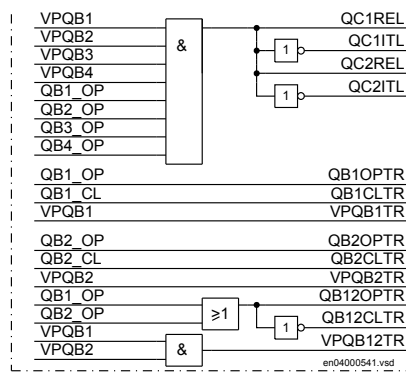 VPQB1 QC1REL
VPQB2 QC1ITL
VPQB3 & 1
VPQB4 QC2REL
QB1_OP QC2ITL
QB2_OP 1
QB3_OP
QB4_OP
QB1_OP QB1OPTR
QB1_CL QB1CLTR
VPQB1 VPQB1TR
QB2_OP QB2OPTR
QB2_CL QB2CLTR
VPQB2 VPQB2TR
QB1_OP QB12OPTR
QB2_OP ≥1 1 QB12CLTR
VPQB1 VPQB12TR
VPQB2 &
en04000541.vsd